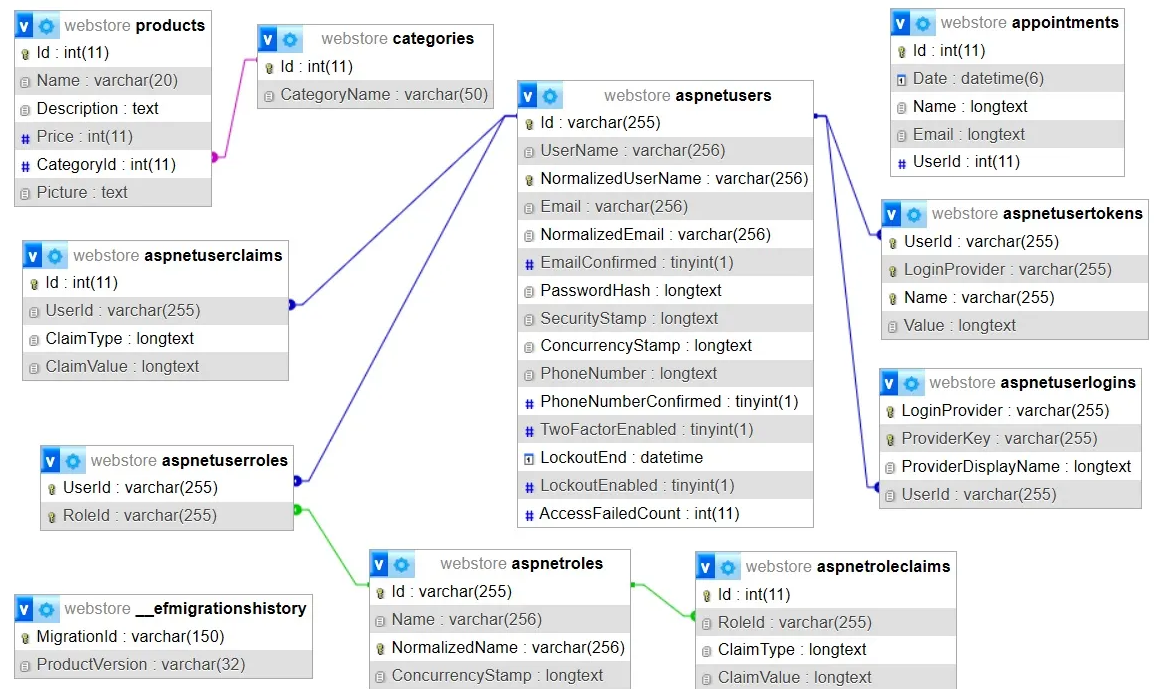 webstore products
Id : int(11)
Name : varchar(20)
Description : text
Price : int(11)
CategoryId : int(11)
Picture : text
webstore categories
Id : int(11)
CategoryName : varchar(50)
webstore aspnetusers
Id : varchar(255)
UserName : varchar(256)
NormalizedUserName : varchar(256)
Email : varchar(256)
NormalizedEmail : varchar(256)
EmailConfirmed : tinyint(1)
PasswordHash : longtext
SecurityStamp : longtext
ConcurrencyStamp : longtext
PhoneNumber : longtext
PhoneNumberConfirmed : tinyint(1)
TwoFactorEnabled : tinyint(1)
LockoutEnd : datetime
LockoutEnabled : tinyint(1)
AccessFailedCount : int(11)
webstore appointments
Id : int(11)
Date : datetime(6)
Name : longtext
Email : longtext
UserId : int(11)
webstore aspnetusertokens
UserId : varchar(255)
LoginProvider : varchar(255)
Name : varchar(255)
Value : longtext
webstore aspnetuserclaims
Id : int(11)
UserId : varchar(255)
ClaimType : longtext
ClaimValue : longtext
webstore aspnetuserlogins
LoginProvider : varchar(255)
ProviderKey : varchar(255)
ProviderDisplayName : longtext
UserId : varchar(255)
webstore aspnetuserroles
UserId : varchar(255)
RoleId : varchar(255)
webstore aspnetroles
Id : varchar(255)
Name : varchar(256)
NormalizedName : varchar(256)
ConcurrencyStamp : longtext
webstore aspnetroleclaims
Id : int(11)
RoleId : varchar(255)
ClaimType : longtext
ClaimValue : longtext
webstore __efmigrationshistory
MigrationId : varchar(150)
ProductVersion : varchar(32)